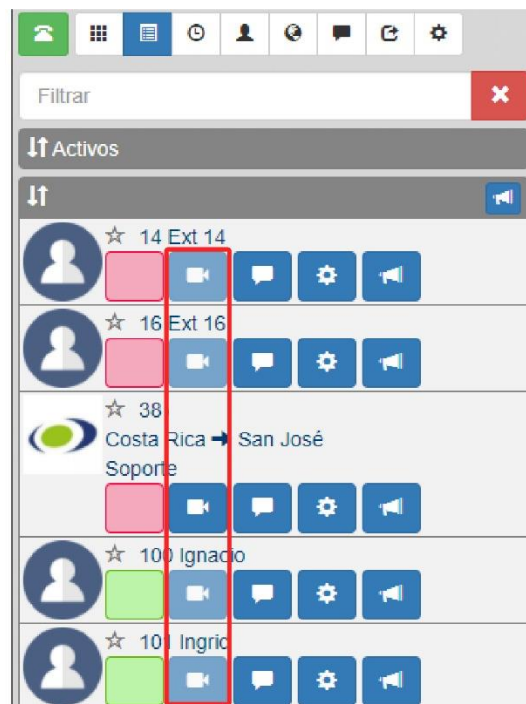 Filtrar
Activos
14 Ext 14
16 Ext 16
38
Costa Rica → San José
Soporte
100 Ignacio
101 Ingrid